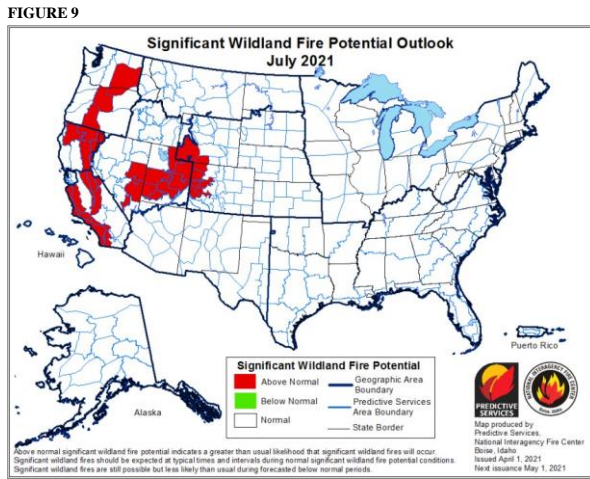 FIGURE 9
Significant Wildland Fire Potential Outlook
July 2021
Hawaii
Alaska
Puerto Rico
Significant Wildland Fire Potential
Above Normal
Below Normal
Normal
Geographic Area
Boundary
Predictive Services
Area Boundary
State Border
PREDICTIVE
SERVICES
NATIONAL INTERAGENCY FIRE CENTER
Boise, Idaho
Map produced by
Predictive Services,
National Interagency Fire Center
Boise, Idaho
Issued April 1, 2021
Next issuance May 1, 2021
Above normal significant wildland fire potential indicates a greater than usual likelihood that significant wildland fires will occur.
Significant wildland fires should be expected at typical times and intervals during normal significant wildland fire potential conditions.
Significant wildland fires are still possible but less likely than usual during forecasted below normal periods.